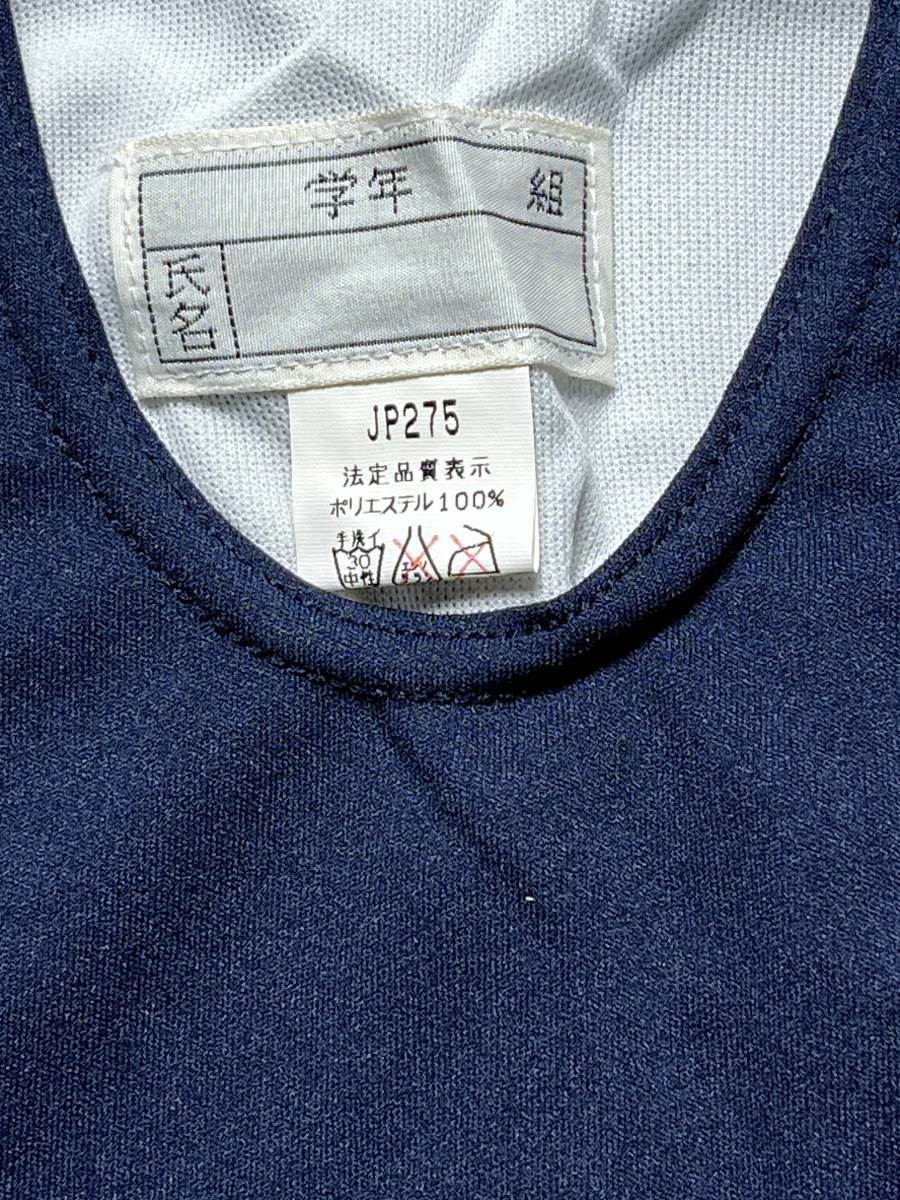 学年 組
氏名
JP275
法定品質表示
ポリエステル100%
手洗イ
30
中性